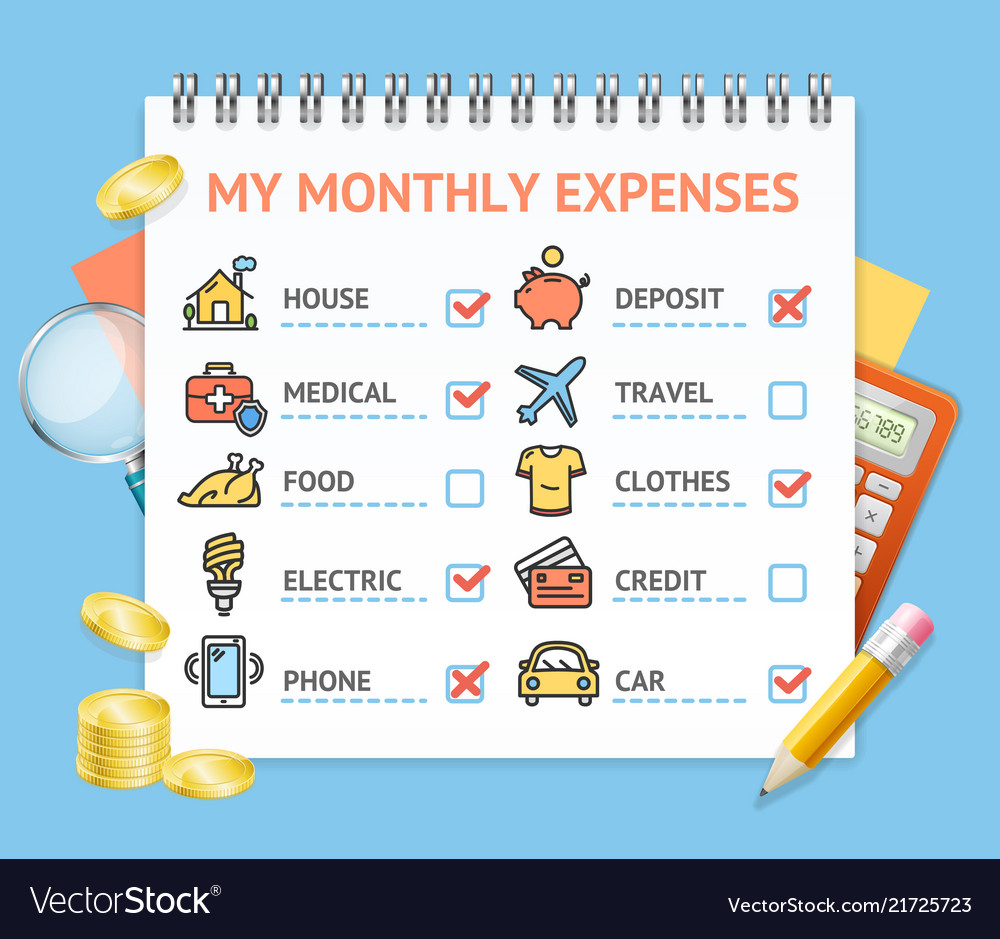 MY MONTHLY EXPENSES
HOUSE
DEPOSIT
MEDICAL
TRAVEL
FOOD
CLOTHES
ELECTRIC
CREDIT
PHONE
CAR
56789
VectorStock®
VectorStock.com/21725723